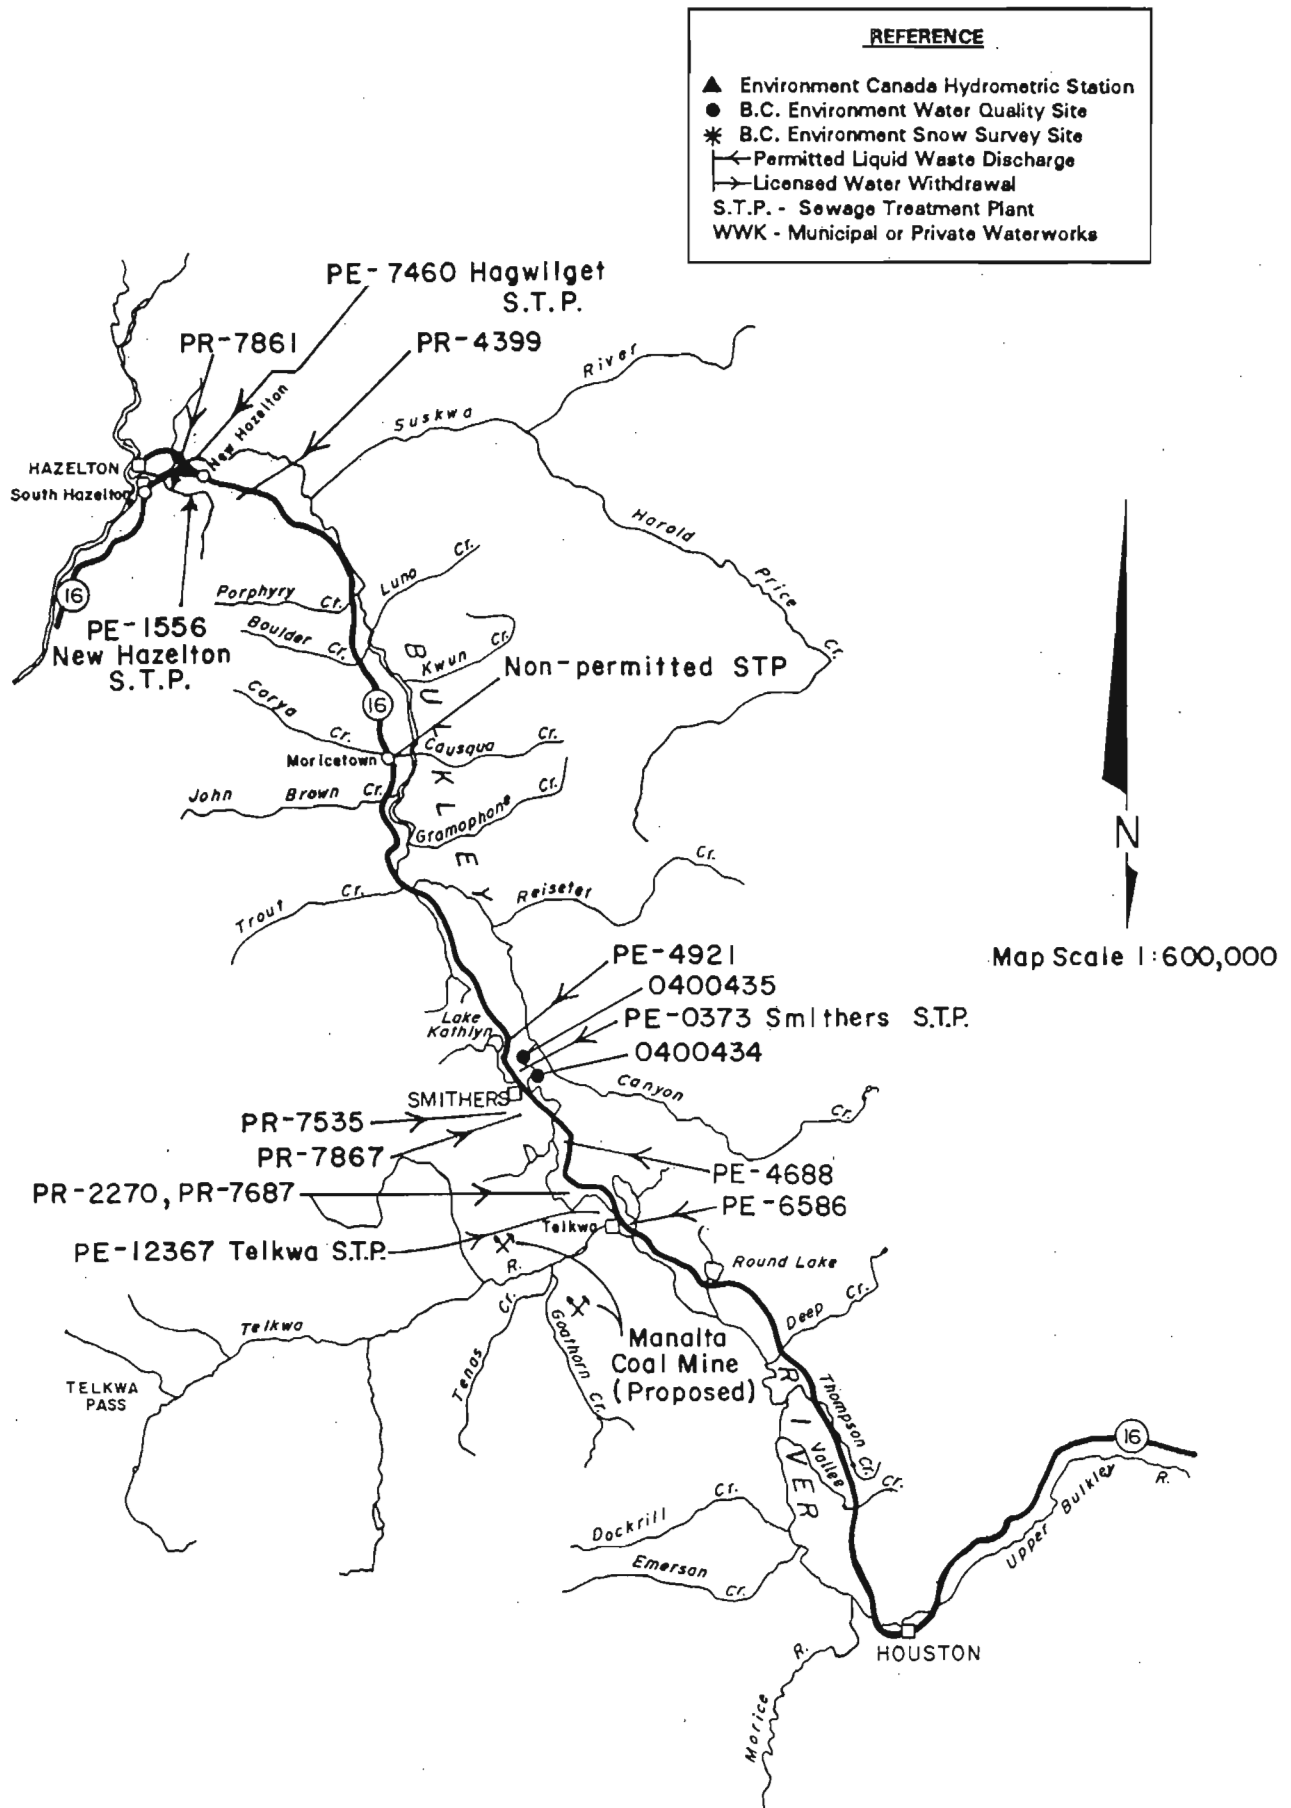 REFERENCE
Environment Canada Hydrometric Station
B.C. Environment Water Quality Site
B.C. Environment Snow Survey Site
Permitted Liquid Waste Discharge
Licensed Water Withdrawal
S.T.P. - Sewage Treatment Plant
WWK - Municipal or Private Waterworks
PE-7460 Hagwilget
S.T.P.
PR-7861
PR-4399
River
Suskwa
New Hazelton
HAZELTON
South Hazelton
Harold
Price
Cr.
Luno Cr.
Porphyry Cr.
16
Boulder Cr.
PE-1556
New Hazelton
S.T.P.
Kwun Cr.
BULKLEY
Non-permitted STP
Corya Cr.
16
Causqua Cr.
Moricetown
John Brown Cr.
Gramophone Cr.
N
Reiseter Cr.
Trout Cr.
Map Scale 1:600,000
PE-4921
0400435
Lake
Kathlyn
PE-0373 Smithers S.T.P.
0400434
SMITHERS
Canyon Cr.
PR-7535
PR-7867
PE-4688
PR-2270, PR-7687
PE-6586
Telkwa
PE-12367 Telkwa S.T.P.
Round Lake
Telkwa R.
Deep Cr.
Tenas Cr.
Goathorn Cr.
Manalta
Coal Mine
(Proposed)
TELKWA
PASS
RIVER
Thompson Cr.
Vallee Cr.
16
Upper Bulkley R.
Dockrill Cr.
Emerson Cr.
HOUSTON
Morice R.